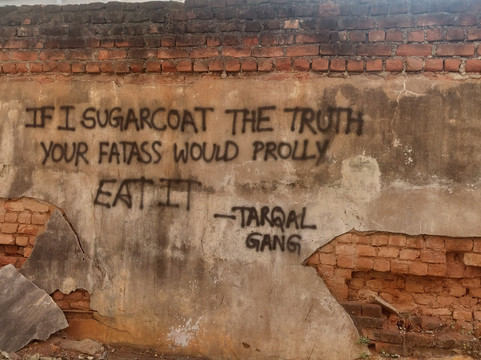 IF I SUGARCOAT THE TRUTH
YOUR FATASS WOULD PROLLY
EAT IT
—TARQAL
GANG